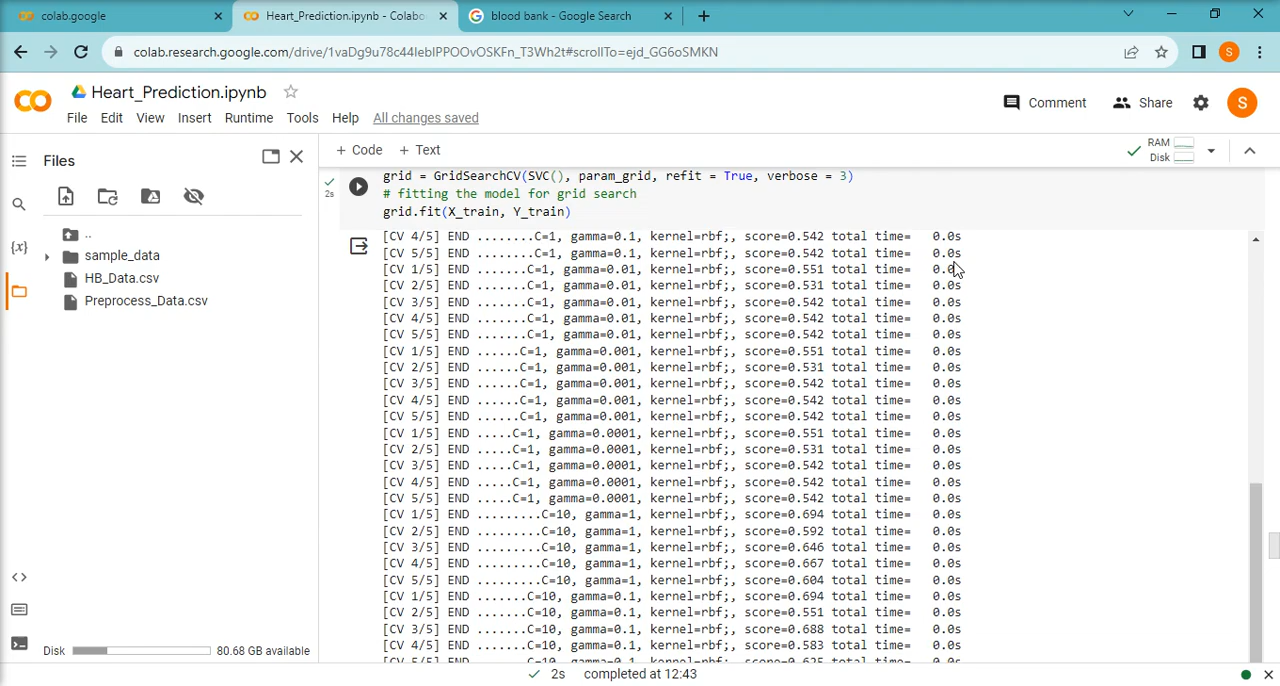 colab.google
Heart_Prediction.ipynb - Colabo
blood bank - Google Search
colab.research.google.com/drive/1vaDg9u78c44IebIPPOOvOSKFn_T3Wh2t#scrollTo=ejd_GG6oSMKN
S
CO
Heart_Prediction.ipynb
Comment
Share
S
File Edit View Insert Runtime Tools Help All changes saved
Files
+ Code + Text
RAM
Disk
..
sample_data
HB_Data.csv
Preprocess_Data.csv
{x}
2s
grid = GridSearchCV(SVC(), param_grid, refit = True, verbose = 3)
# fitting the model for grid search
grid.fit(X_train, Y_train)
[CV 4/5] END ........C=1, gamma=0.1, kernel=rbf;, score=0.542 total time=   0.0s
[CV 5/5] END ........C=1, gamma=0.1, kernel=rbf;, score=0.542 total time=   0.0s
[CV 1/5] END .......C=1, gamma=0.01, kernel=rbf;, score=0.551 total time=   0.0s
[CV 2/5] END .......C=1, gamma=0.01, kernel=rbf;, score=0.531 total time=   0.0s
[CV 3/5] END .......C=1, gamma=0.01, kernel=rbf;, score=0.542 total time=   0.0s
[CV 4/5] END .......C=1, gamma=0.01, kernel=rbf;, score=0.542 total time=   0.0s
[CV 5/5] END .......C=1, gamma=0.01, kernel=rbf;, score=0.542 total time=   0.0s
[CV 1/5] END ......C=1, gamma=0.001, kernel=rbf;, score=0.551 total time=   0.0s
[CV 2/5] END ......C=1, gamma=0.001, kernel=rbf;, score=0.531 total time=   0.0s
[CV 3/5] END ......C=1, gamma=0.001, kernel=rbf;, score=0.542 total time=   0.0s
[CV 4/5] END ......C=1, gamma=0.001, kernel=rbf;, score=0.542 total time=   0.0s
[CV 5/5] END ......C=1, gamma=0.001, kernel=rbf;, score=0.542 total time=   0.0s
[CV 1/5] END .....C=1, gamma=0.0001, kernel=rbf;, score=0.551 total time=   0.0s
[CV 2/5] END .....C=1, gamma=0.0001, kernel=rbf;, score=0.531 total time=   0.0s
[CV 3/5] END .....C=1, gamma=0.0001, kernel=rbf;, score=0.542 total time=   0.0s
[CV 4/5] END .....C=1, gamma=0.0001, kernel=rbf;, score=0.542 total time=   0.0s
[CV 5/5] END .....C=1, gamma=0.0001, kernel=rbf;, score=0.542 total time=   0.0s
[CV 1/5] END .........C=10, gamma=1, kernel=rbf;, score=0.694 total time=   0.0s
[CV 2/5] END .........C=10, gamma=1, kernel=rbf;, score=0.592 total time=   0.0s
[CV 3/5] END .........C=10, gamma=1, kernel=rbf;, score=0.646 total time=   0.0s
[CV 4/5] END .........C=10, gamma=1, kernel=rbf;, score=0.667 total time=   0.0s
[CV 5/5] END .........C=10, gamma=1, kernel=rbf;, score=0.604 total time=   0.0s
[CV 1/5] END .......C=10, gamma=0.1, kernel=rbf;, score=0.694 total time=   0.0s
[CV 2/5] END .......C=10, gamma=0.1, kernel=rbf;, score=0.551 total time=   0.0s
[CV 3/5] END .......C=10, gamma=0.1, kernel=rbf;, score=0.688 total time=   0.0s
[CV 4/5] END .......C=10, gamma=0.1, kernel=rbf;, score=0.583 total time=   0.0s
[CV 5/5] END .......C=10, gamma=0.1, kernel=rbf;, score=0.625 total time=   0.0s
Disk 80.68 GB available
2s completed at 12:43